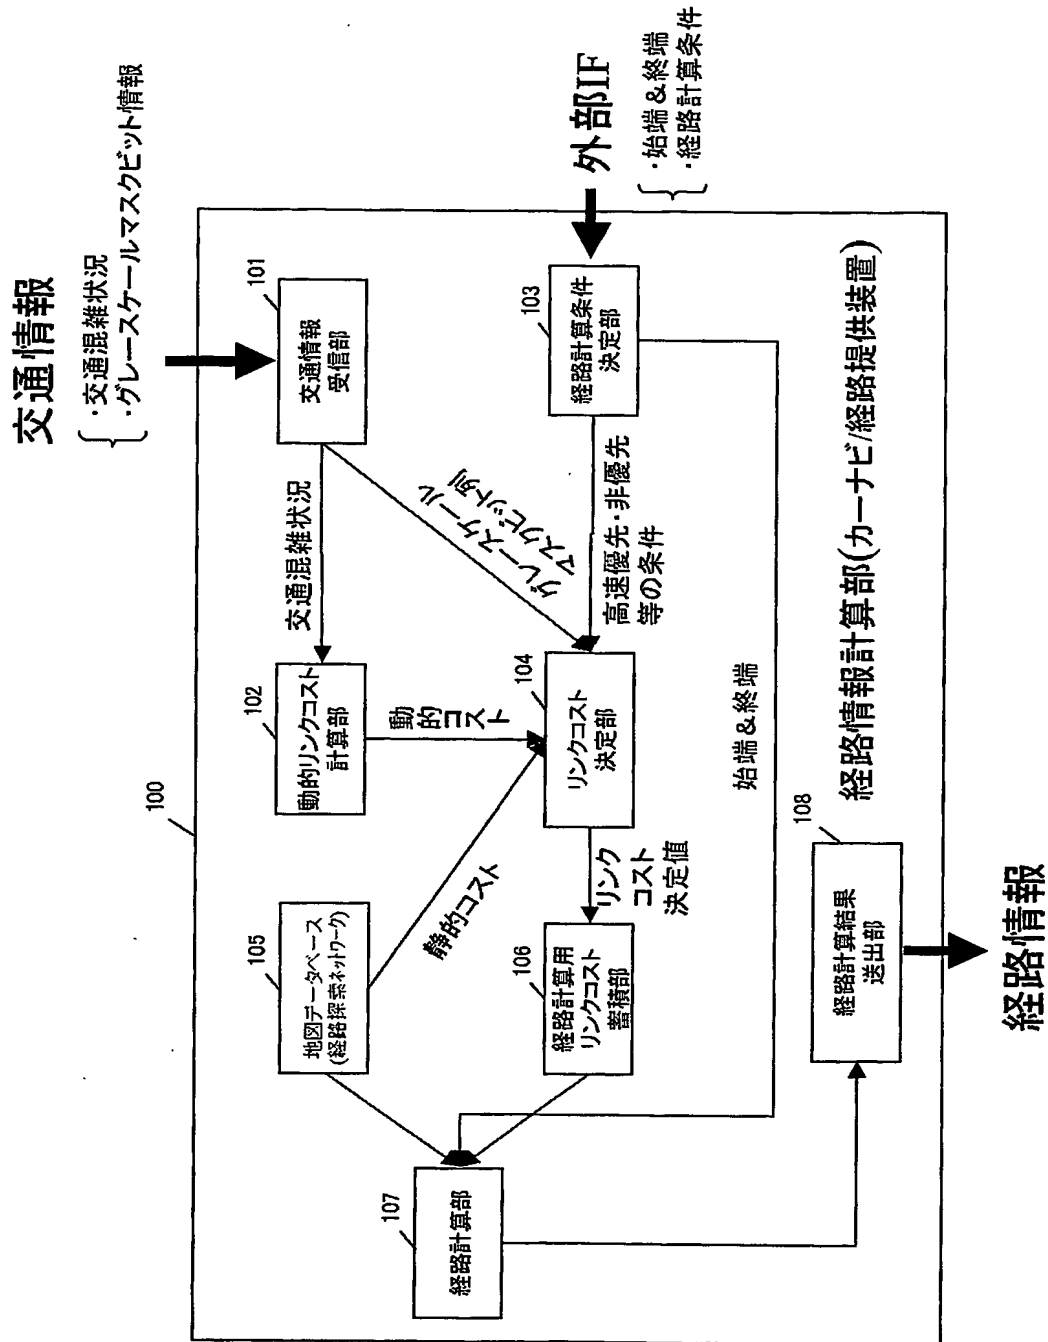 交通情報
・交通混雑状況
・グレースケールマスクビット情報
100
101
交通情報
受信部
交通混雑状況
グレースケール
マスクビット列
102
動的リンクコスト
計算部
動的
コスト
105
地図データベース
(経路探索ネットワーク)
静的コスト
外部IF
・始端&終端
・経路計算条件
103
経路計算条件
決定部
高速優先・非優先
等の条件
104
リンクコスト
決定部
リンク
コスト
決定値
106
経路計算用
リンクコスト
蓄積部
始端&終端
107
経路計算部
経路情報計算部(カーナビ/経路提供装置)
108
経路計算結果
送出部
経路情報